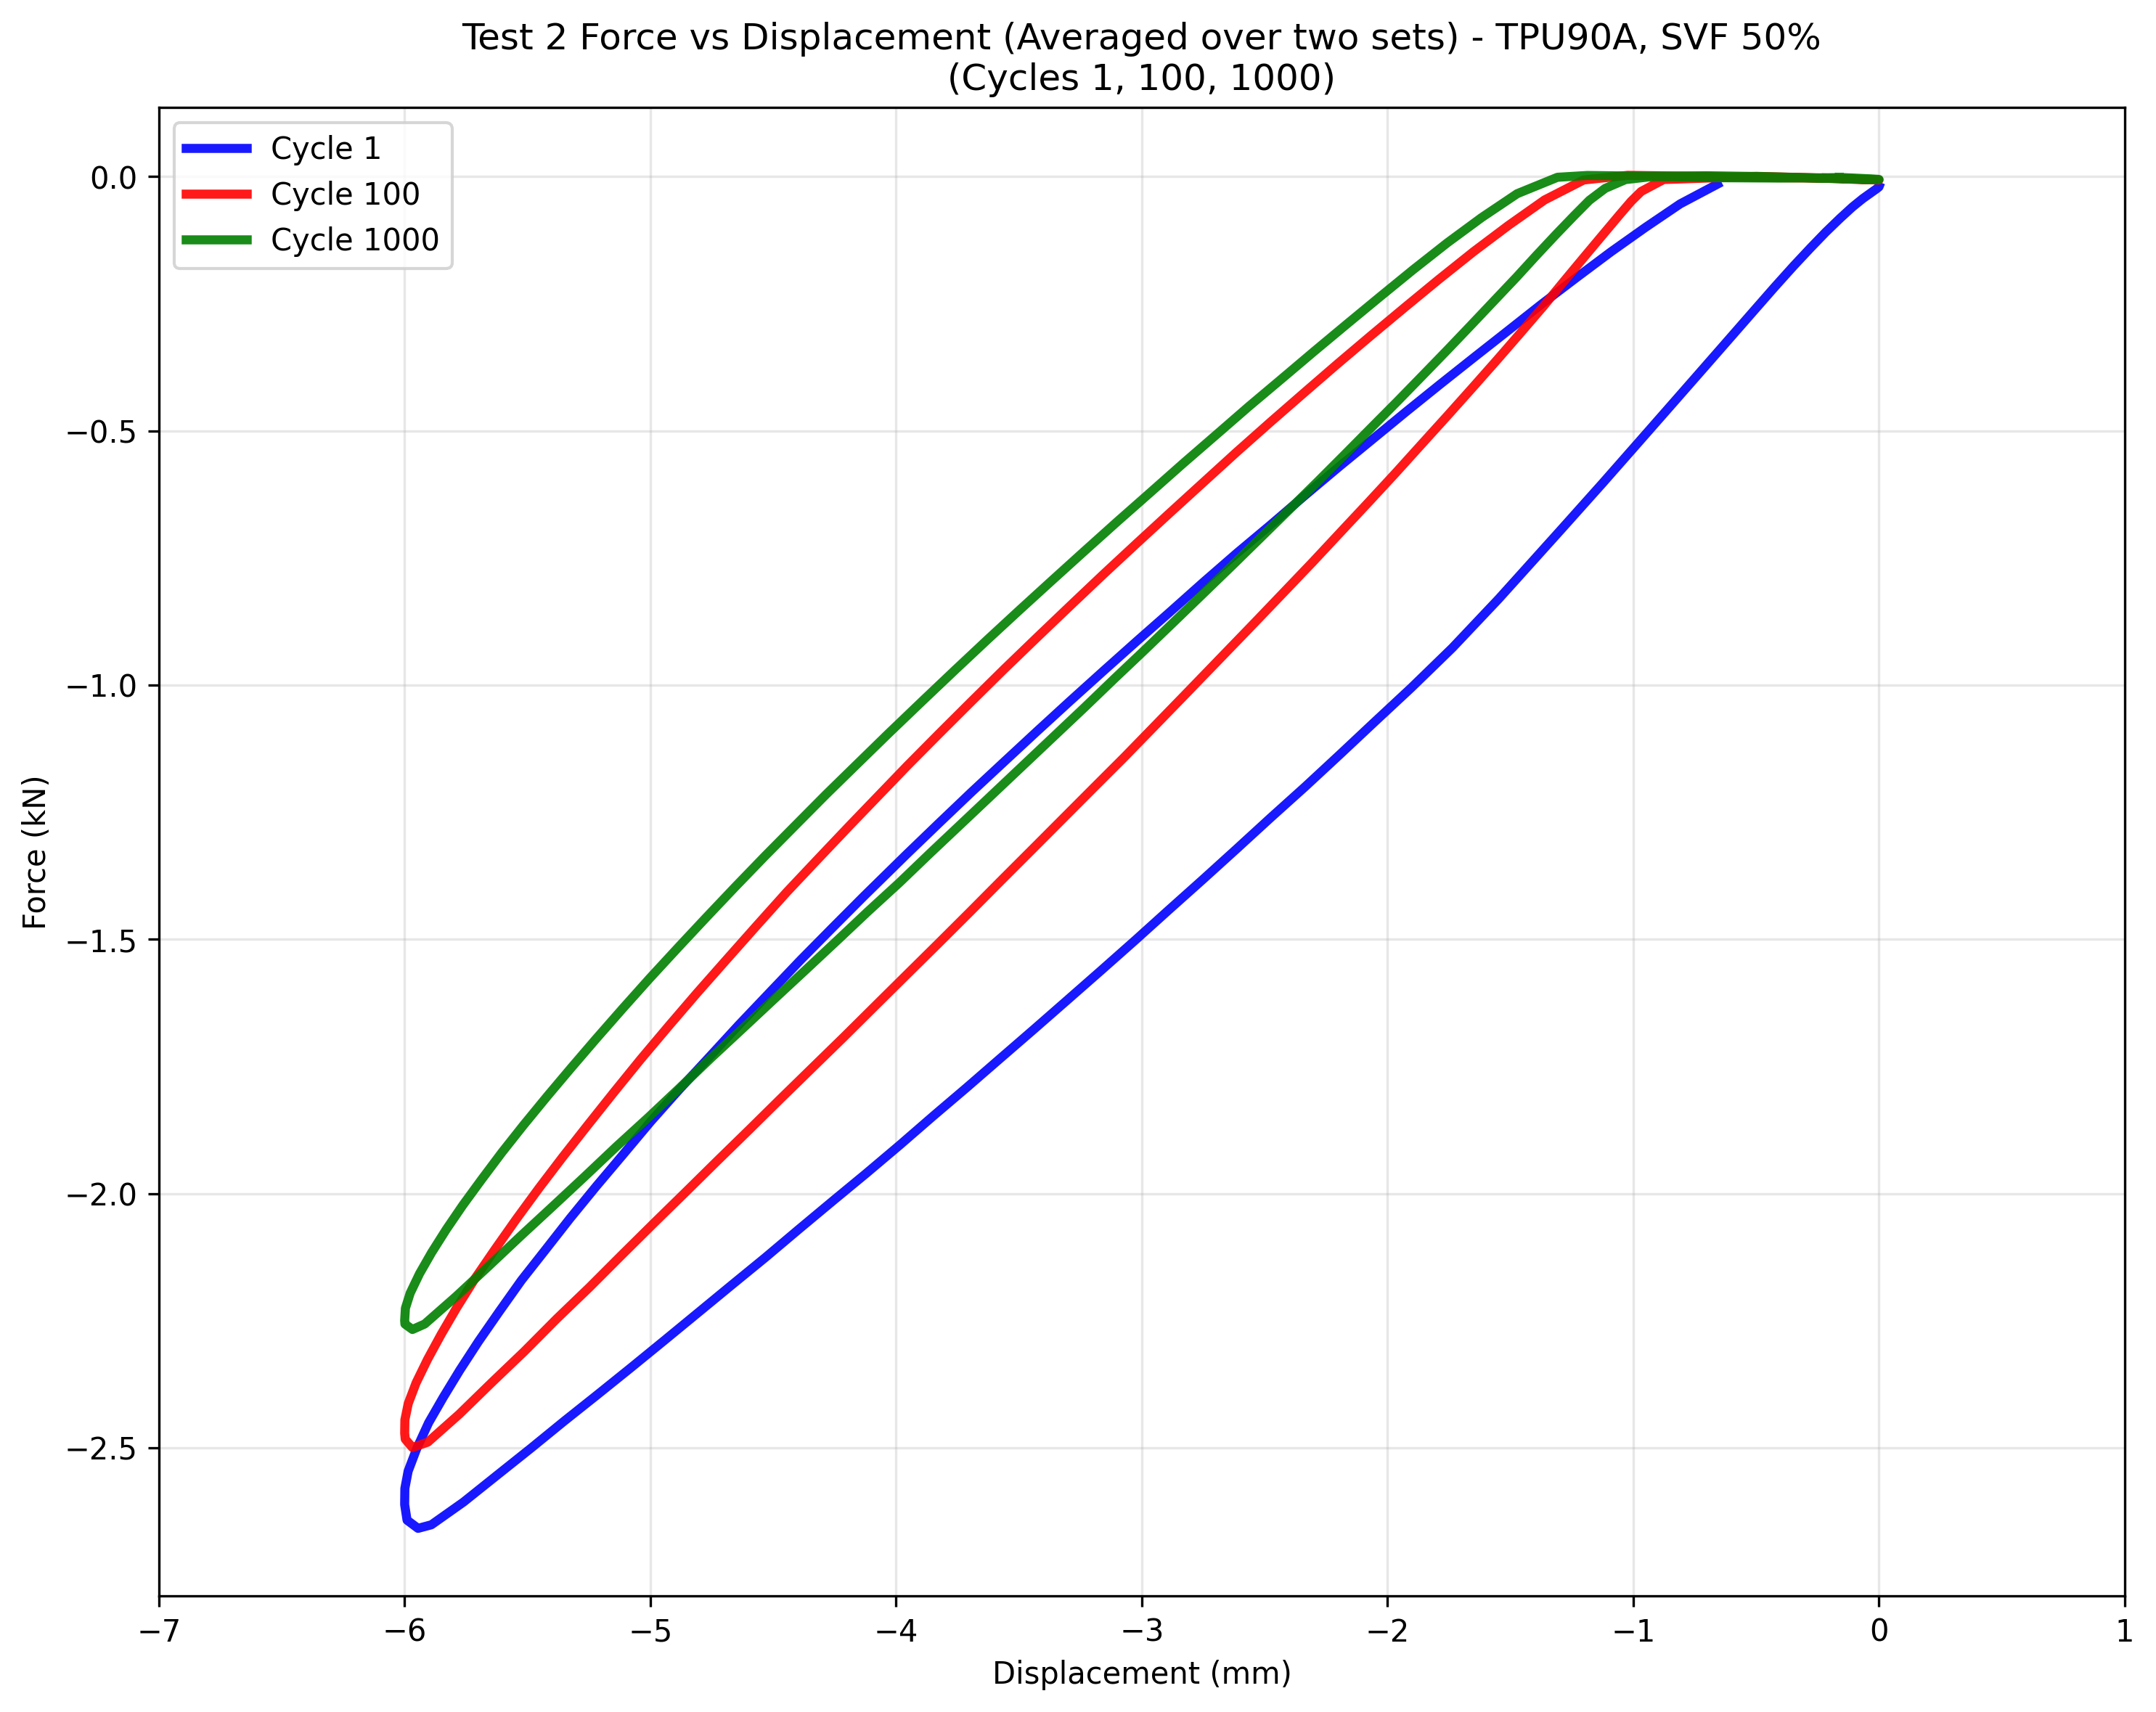 Test 2 Force vs Displacement (Averaged over two sets) - TPU90A, SVF 50%
(Cycles 1, 100, 1000)
Cycle 1
Cycle 100
Cycle 1000
0.0
−0.5
−1.0
−1.5
−2.0
−2.5
Force (kN)
−7
−6
−5
−4
−3
−2
−1
0
1
Displacement (mm)